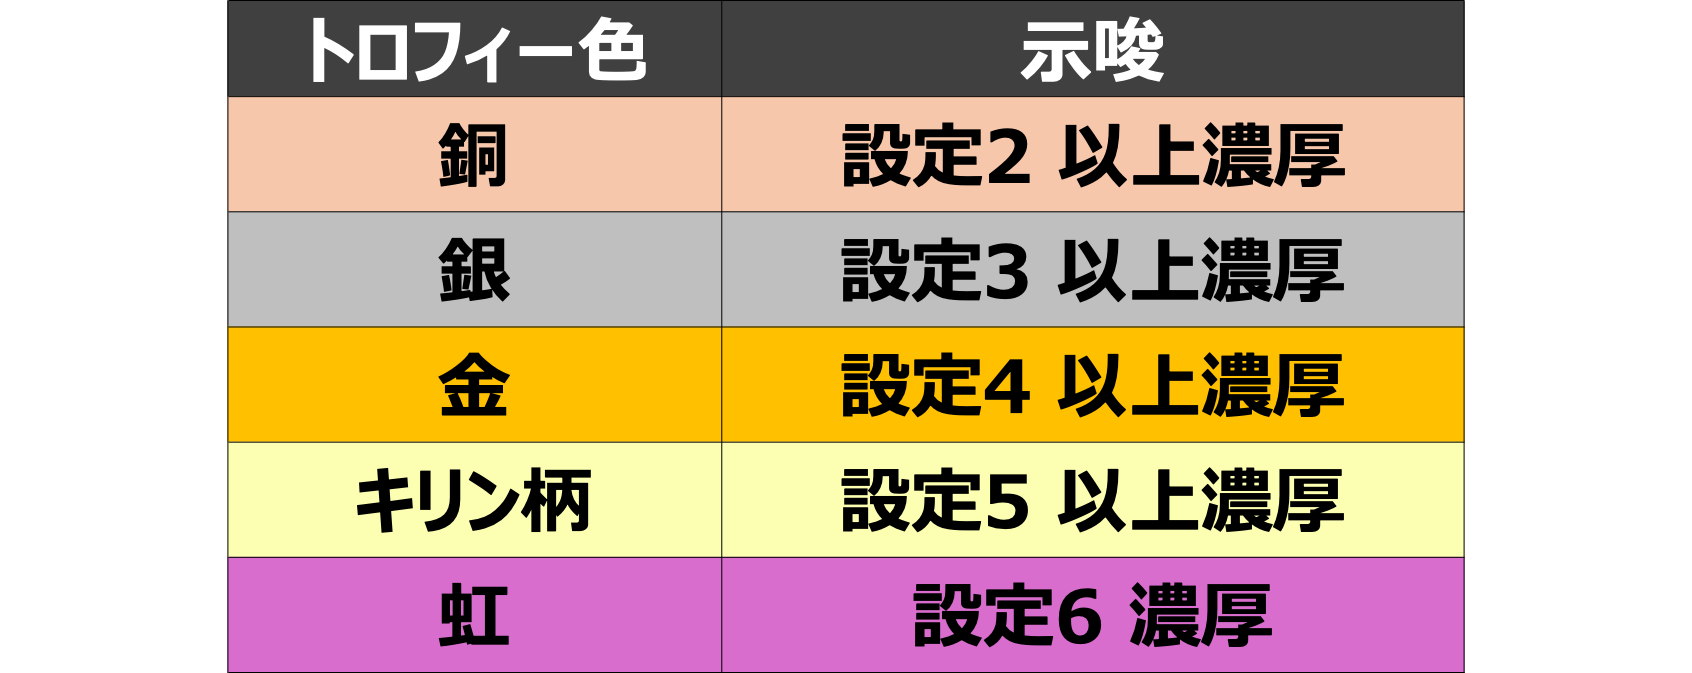 トロフィー色 示唆
銅 設定2 以上濃厚
銀 設定3 以上濃厚
金 設定4 以上濃厚
キリン柄 設定5 以上濃厚
虹 設定6 濃厚